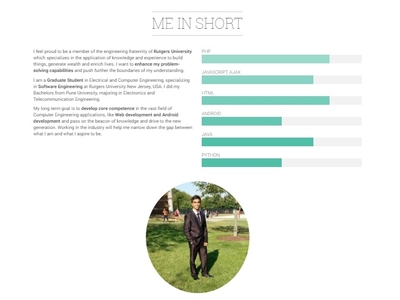 ME IN SHORT
I feel proud to be a member of the engineering fraternity of Rutgers University
which specializes in the application of knowledge and experience to build
things, generate wealth and enrich lives. I want to enhance my problem-
solving capabilities and push further the boundaries of my understanding.
I am a Graduate Student in Electrical and Computer Engineering, specializing
in Software Engineering at Rutgers University New Jersey, USA. I did my
Bachelors from Pune University, majoring in Electronics and
Telecommunication Engineering.
My long term goal is to develop core competence in the vast field of
Computer Engineering applications, like Web development and Android
development and pass on the beacon of knowledge and drive to the new
generation. Working in the industry will help me narrow down the gap between
what I am and what I aspire to be.
PHP
JAVASCRIPT/AJAX
HTML
ANDROID
JAVA
PYTHON